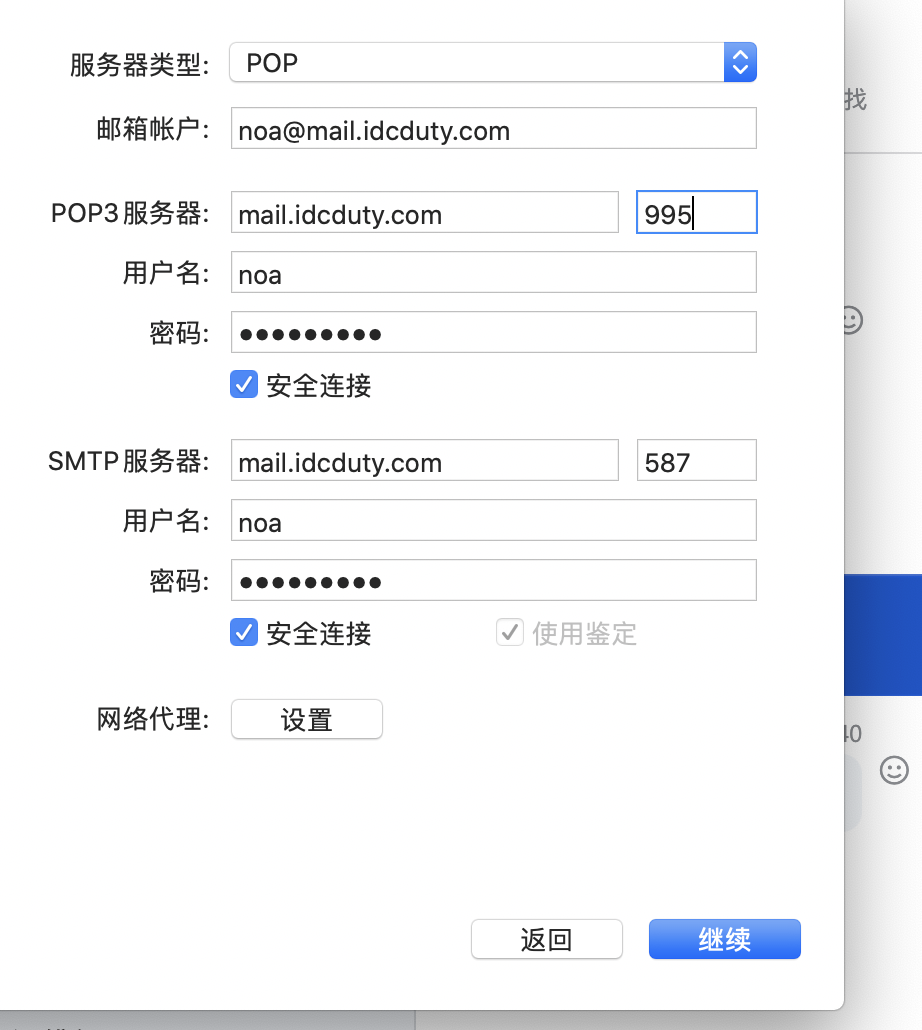 服务器类型: POP
找
邮箱帐户: noa@mail.idcduty.com
POP3服务器: mail.idcduty.com 995
用户名: noa
密码: ●●●●●●●●●
安全连接
SMTP服务器: mail.idcduty.com 587
用户名: noa
密码: ●●●●●●●●●
安全连接 使用鉴定
网络代理: 设置
40
返回 继续